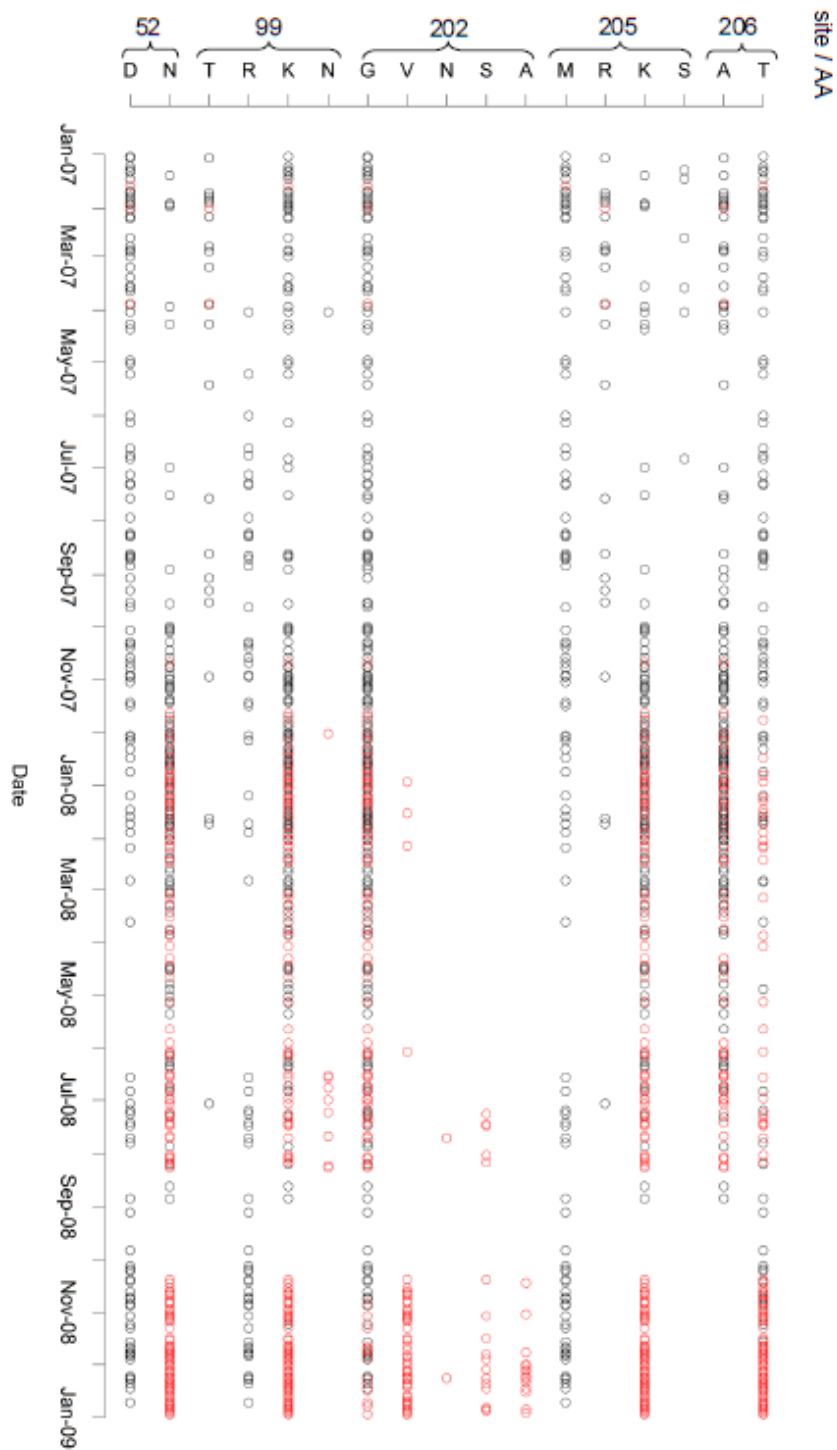 site / AA
52 99 202 205 206
D N T R K N G V N S A M R K S A T
Jan-07
Mar-07
May-07
Jul-07
Sep-07
Nov-07
Jan-08
Mar-08
May-08
Jul-08
Sep-08
Nov-08
Jan-09
Date